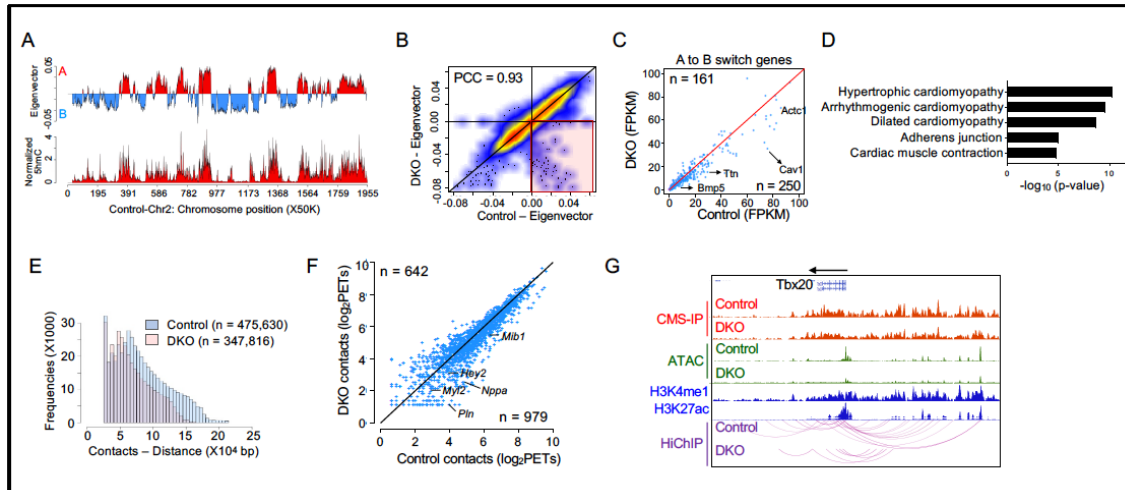 A
Eigenvector
-0.05 0.05
A
B
Normalized
5hmC
0 2 4
0 195 391 586 782 977 1173 1368 1564 1760 1955
Control-Chr2: Chromosome position (X50K)
B
PCC = 0.93
DKO - Eigenvector
-0.08 -0.04 0.00 0.04
-0.08 -0.04 0.00 0.04
Control – Eigenvector
C
A to B switch genes
n = 161
DKO (FPKM)
0 20 40 60 80 100
Actc1
Cav1
Ttn
Bmp5
n = 250
0 20 40 60 80 100
Control (FPKM)
D
Hypertrophic cardiomyopathy
Arrhythmogenic cardiomyopathy
Dilated cardiomyopathy
Adherens junction
Cardiac muscle contraction
0 5 10
-log10 (p-value)
E
Frequencies (X1000)
0 10 20 30
Control (n = 475,630)
DKO (n = 347,816)
0 5 10 15 20 25
Contacts – Distance (X10⁴ bp)
F
n = 642
DKO contacts (log₂PETs)
0 2 4 6 8 10
Mib1
Hey2
Myl2
Nppa
Pln
n = 979
0 2 4 6 8 10
Control contacts (log₂PETs)
G
Tbx20
CMS-IP
Control
DKO
ATAC
Control
DKO
H3K4me1
H3K27ac
HiChIP
Control
DKO